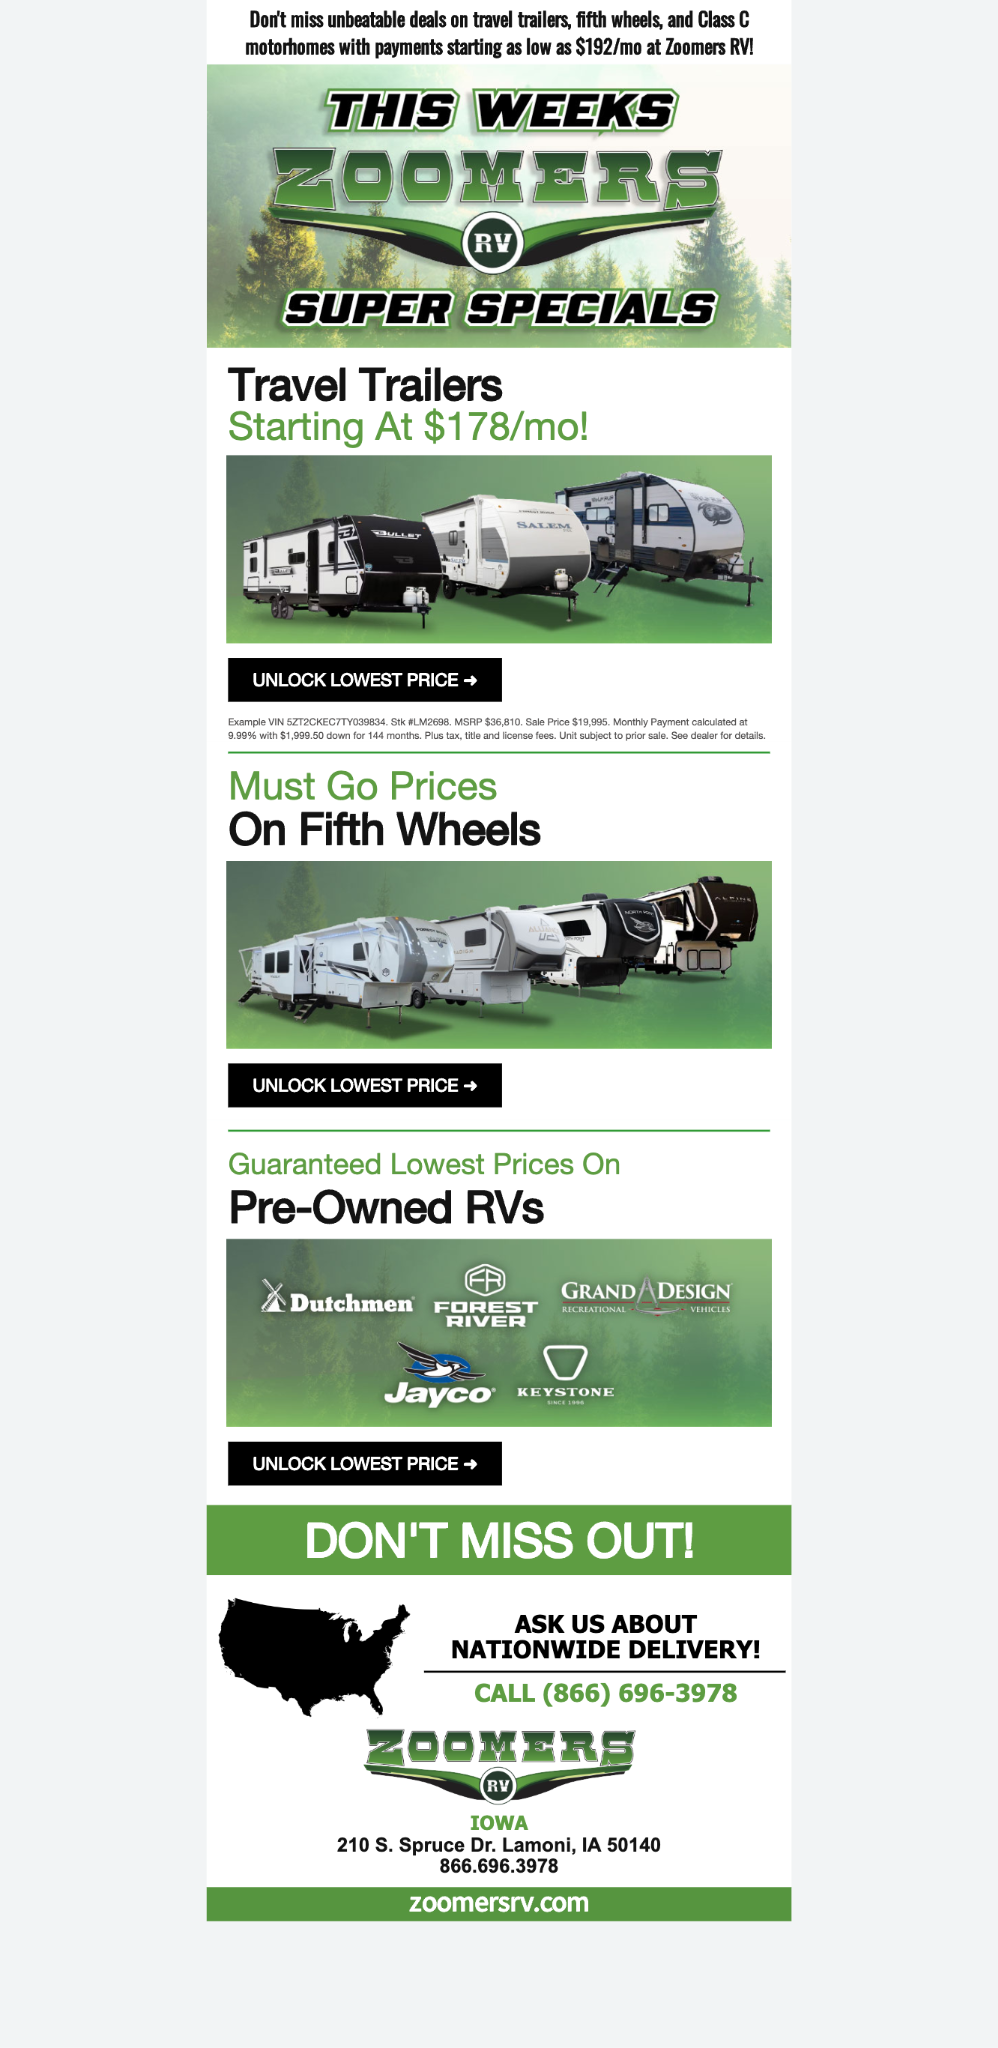 Don't miss unbeatable deals on travel trailers, fifth wheels, and Class C
motorhomes with payments starting as low as $192/mo at Zoomers RV!
THIS WEEKS
ZOOMERS
RV
SUPER SPECIALS
Travel Trailers
Starting At $178/mo!
BULLET
SALEM
UNLOCK LOWEST PRICE ➜
Example VIN 5ZT2CKEC7TY039834. Stk #LM2698. MSRP $36,810. Sale Price $19,995. Monthly Payment calculated at
9.99% with $1,999.50 down for 144 months. Plus tax, title and license fees. Unit subject to prior sale. See dealer for details.
Must Go Prices
On Fifth Wheels
ALPINE
UNLOCK LOWEST PRICE ➜
Guaranteed Lowest Prices On
Pre-Owned RVs
Dutchmen
FR
FOREST
RIVER
GRAND DESIGN
RECREATIONAL VEHICLES
Jayco
KEYSTONE
SINCE 1996
UNLOCK LOWEST PRICE ➜
DON'T MISS OUT!
ASK US ABOUT
NATIONWIDE DELIVERY!
CALL (866) 696-3978
ZOOMERS
RV
IOWA
210 S. Spruce Dr. Lamoni, IA 50140
866.696.3978
zoomersrv.com